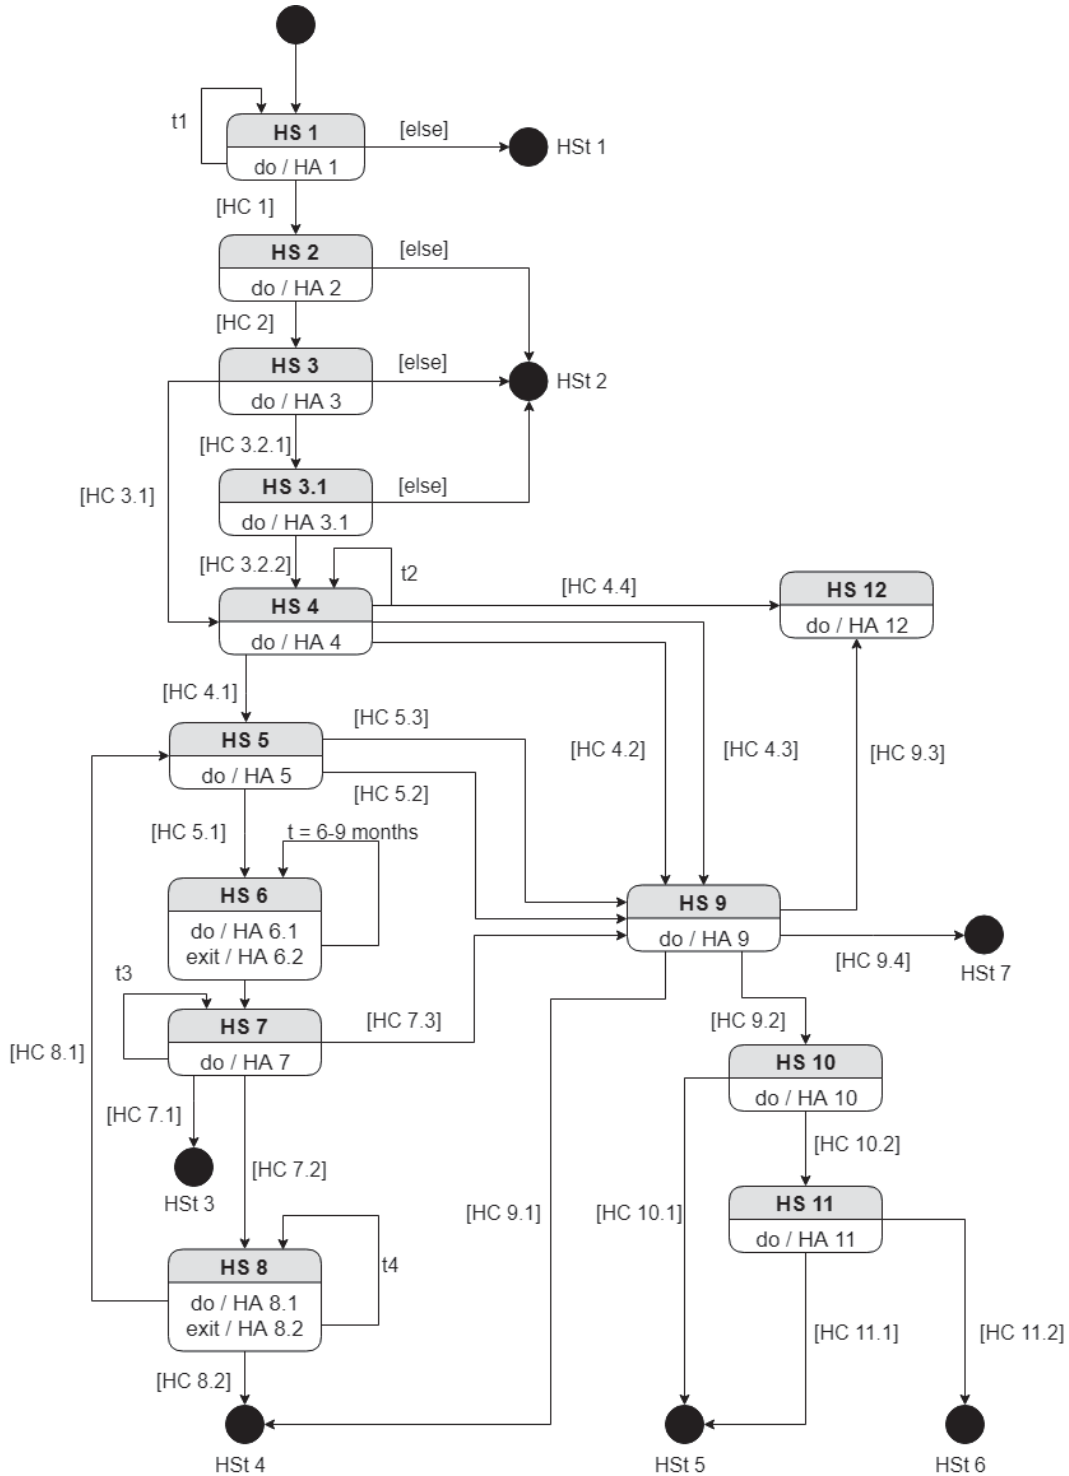 t1
HS 1
do / HA 1
[else]
HSt 1
[HC 1]
HS 2
do / HA 2
[else]
[HC 2]
HS 3
do / HA 3
[else]
HSt 2
[HC 3.2.1]
[HC 3.1]
HS 3.1
do / HA 3.1
[else]
[HC 3.2.2]
t2
HS 4
do / HA 4
[HC 4.4]
HS 12
do / HA 12
[HC 4.1]
[HC 4.2]
[HC 4.3]
[HC 9.3]
HS 5
do / HA 5
[HC 5.3]
[HC 5.2]
[HC 5.1]
t = 6-9 months
HS 6
do / HA 6.1
exit / HA 6.2
HS 9
do / HA 9
[HC 9.4]
HSt 7
t3
HS 7
do / HA 7
[HC 7.3]
[HC 9.2]
[HC 8.1]
HS 10
do / HA 10
[HC 7.1]
HSt 3
[HC 7.2]
[HC 10.2]
[HC 9.1]
[HC 10.1]
HS 11
do / HA 11
HS 8
do / HA 8.1
exit / HA 8.2
t4
[HC 11.1]
[HC 11.2]
[HC 8.2]
HSt 4
HSt 5
HSt 6